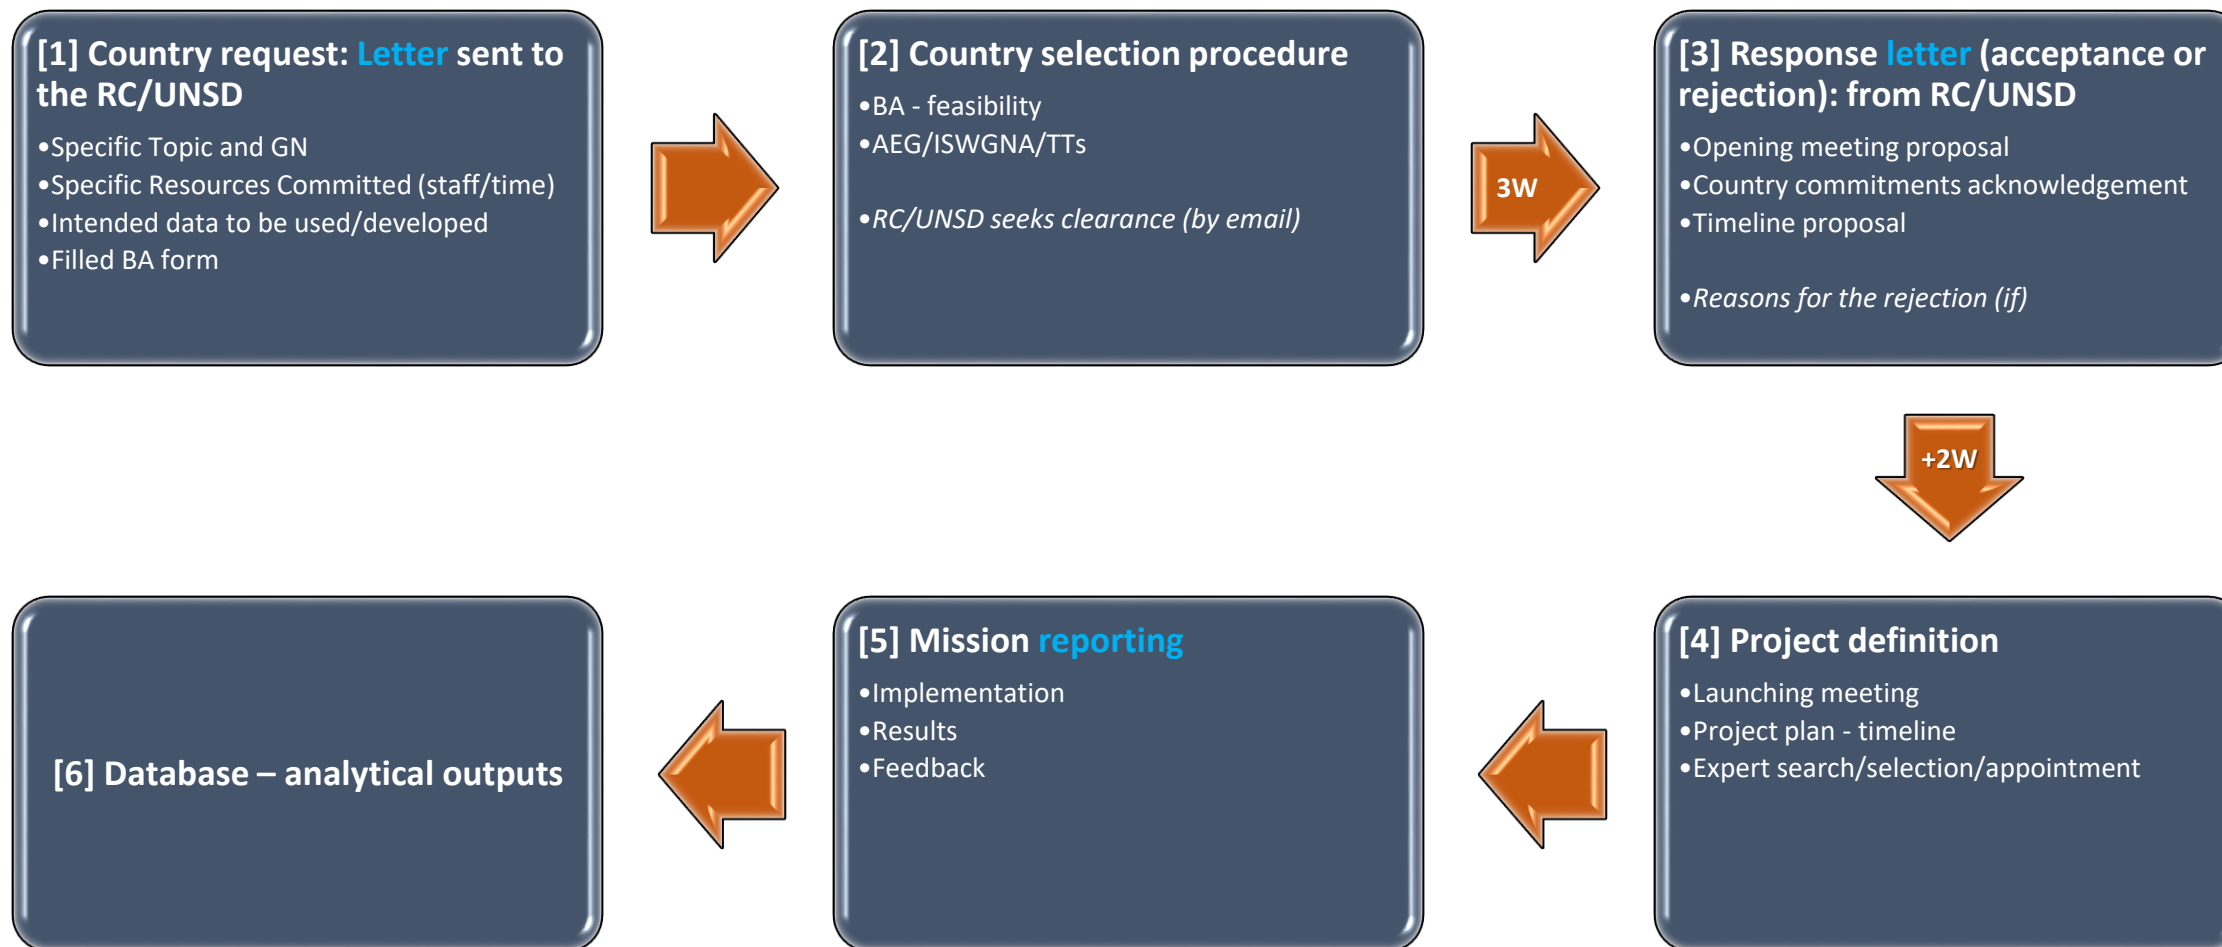 [1] Country request: Letter sent to
the RC/UNSD
•Specific Topic and GN
•Specific Resources Committed (staff/time)
•Intended data to be used/developed
•Filled BA form
[2] Country selection procedure
•BA - feasibility
•AEG/ISWGNA/TTs
•RC/UNSD seeks clearance (by email)
3W
[3] Response letter (acceptance or
rejection): from RC/UNSD
•Opening meeting proposal
•Country commitments acknowledgement
•Timeline proposal
•Reasons for the rejection (if)
+2W
[4] Project definition
•Launching meeting
•Project plan - timeline
•Expert search/selection/appointment
[5] Mission reporting
•Implementation
•Results
•Feedback
[6] Database – analytical outputs